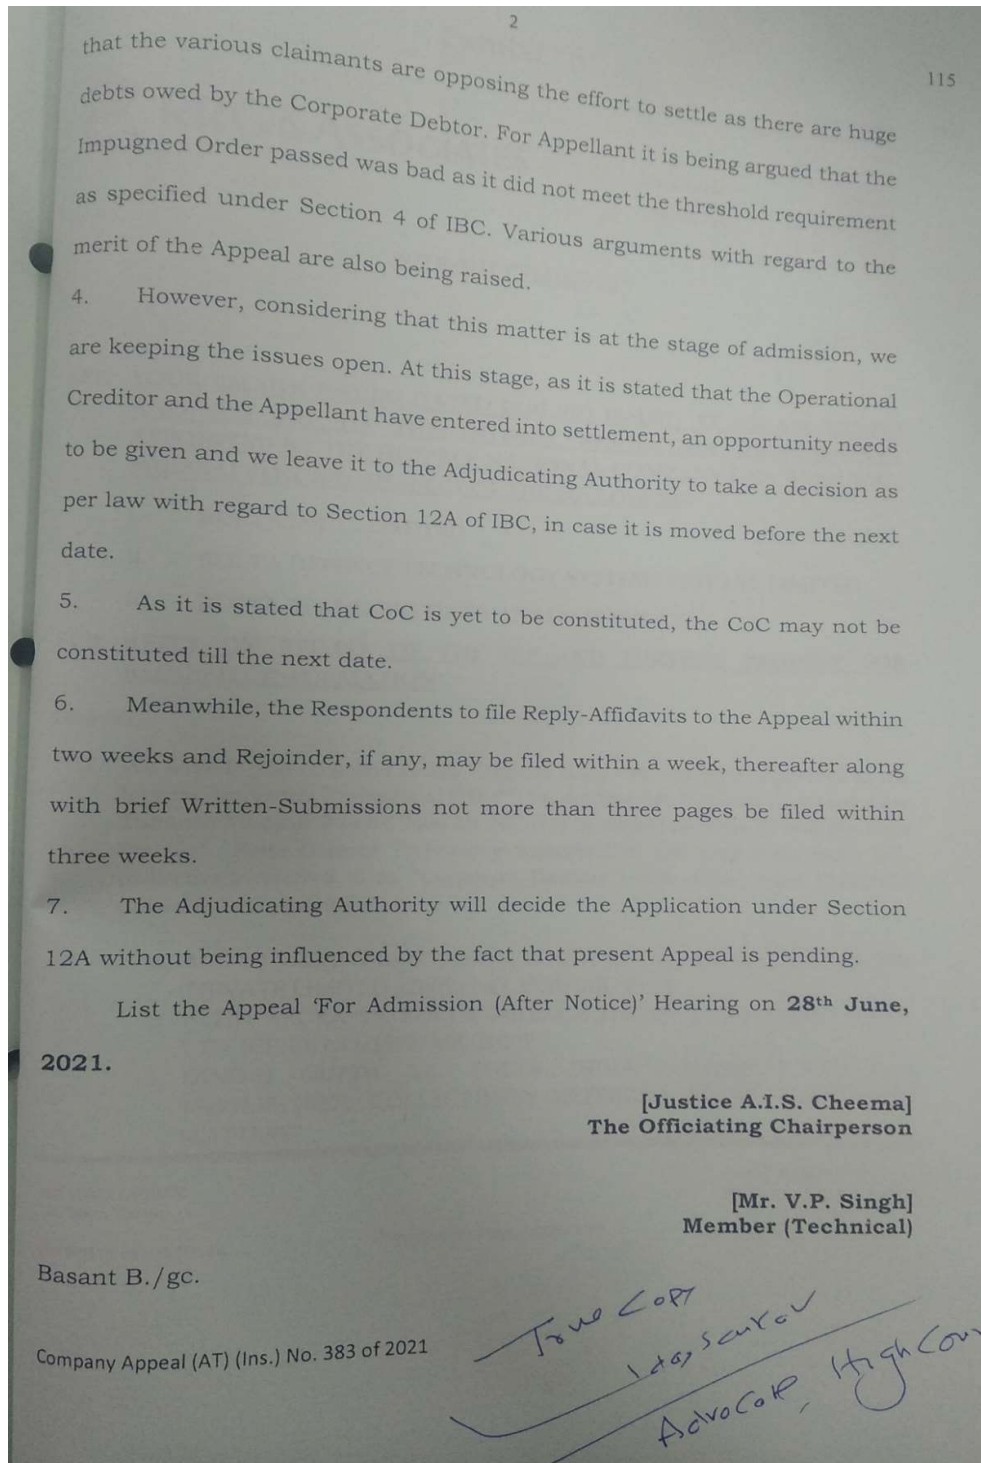 2
115
that the various claimants are opposing the effort to settle as there are huge
debts owed by the Corporate Debtor. For Appellant it is being argued that the
Impugned Order passed was bad as it did not meet the threshold requirement
as specified under Section 4 of IBC. Various arguments with regard to the
merit of the Appeal are also being raised.
4. However, considering that this matter is at the stage of admission, we
are keeping the issues open. At this stage, as it is stated that the Operational
Creditor and the Appellant have entered into settlement, an opportunity needs
to be given and we leave it to the Adjudicating Authority to take a decision as
per law with regard to Section 12A of IBC, in case it is moved before the next
date.
5. As it is stated that CoC is yet to be constituted, the CoC may not be
constituted till the next date.
6. Meanwhile, the Respondents to file Reply-Affidavits to the Appeal within
two weeks and Rejoinder, if any, may be filed within a week, thereafter along
with brief Written-Submissions not more than three pages be filed within
three weeks.
7. The Adjudicating Authority will decide the Application under Section
12A without being influenced by the fact that present Appeal is pending.
List the Appeal 'For Admission (After Notice)' Hearing on 28th June,
2021.
[Justice A.I.S. Cheema]
The Officiating Chairperson
[Mr. V.P. Singh]
Member (Technical)
Basant B./gc.
Company Appeal (AT) (Ins.) No. 383 of 2021
True Copy
Advocate, High